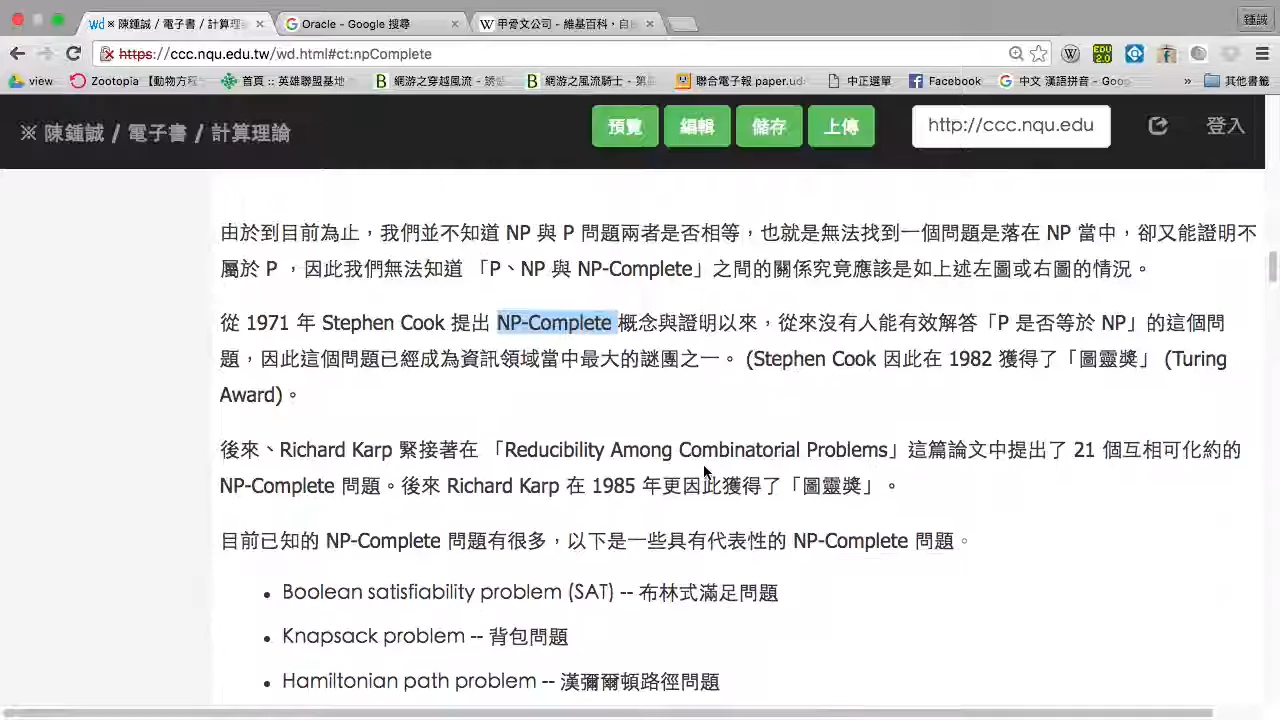 wd ※ 陳鍾誠 / 電子書 / 計算理
Oracle - Google 搜尋
甲骨文公司 - 維基百科，自
鍾誠
https://ccc.nqu.edu.tw/wd.html#ct:npComplete
view
Zootopia 【動物方程
首頁 :: 英雄聯盟基地
網游之穿越風流 -
網游之風流騎士 -
聯合電子報 paper.ud
中正選單
Facebook
中文 漢語拼音 - Goo
»
其他書籤
※ 陳鍾誠 / 電子書 / 計算理論
預覽
編輯
儲存
上傳
http://ccc.nqu.edu
登入
由於到目前為止，我們並不知道 NP 與 P 問題兩者是否相等，也就是無法找到一個問題是落在 NP 當中，卻又能證明不
屬於 P ，因此我們無法知道 「P、NP 與 NP-Complete」之間的關係究竟應該是如上述左圖或右圖的情況。
從 1971 年 Stephen Cook 提出 NP-Complete 概念與證明以來，從來沒有人能有效解答「P 是否等於 NP」的這個問
題，因此這個問題已經成為資訊領域當中最大的謎團之一。 (Stephen Cook 因此在 1982 獲得了「圖靈獎」 (Turing
Award)。
後來、Richard Karp 緊接著在 「Reducibility Among Combinatorial Problems」這篇論文中提出了 21 個互相可化約的
NP-Complete 問題。後來 Richard Karp 在 1985 年更因此獲得了「圖靈獎」。
目前已知的 NP-Complete 問題有很多，以下是一些具有代表性的 NP-Complete 問題。
• Boolean satisfiability problem (SAT) -- 布林式滿足問題
• Knapsack problem -- 背包問題
• Hamiltonian path problem -- 漢彌爾頓路徑問題